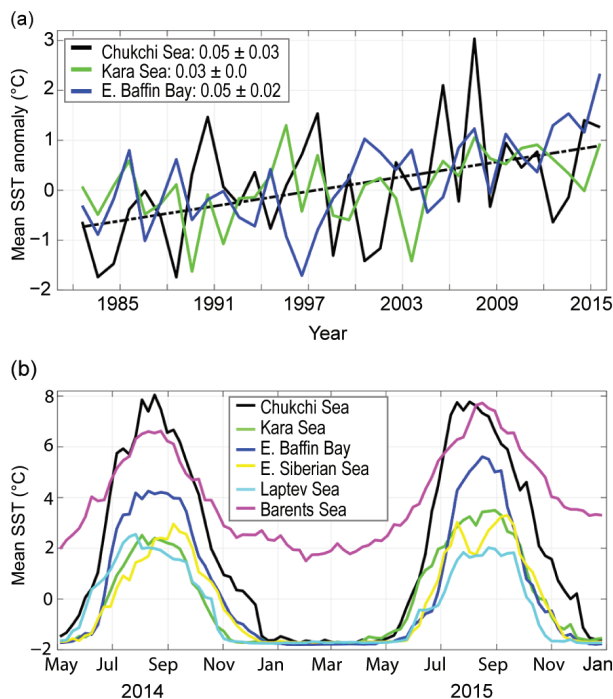 (a)
Mean SST anomaly (°C)
3
2
1
0
−1
−2
Chukchi Sea: 0.05 ± 0.03
Kara Sea: 0.03 ± 0.0
E. Baffin Bay: 0.05 ± 0.02
1985 1991 1997 2003 2009 2015
Year
(b)
Mean SST (°C)
8
6
4
2
0
−2
Chukchi Sea
Kara Sea
E. Baffin Bay
E. Siberian Sea
Laptev Sea
Barents Sea
May Jul Sep Nov Jan Mar May Jul Sep Nov Jan
2014 2015